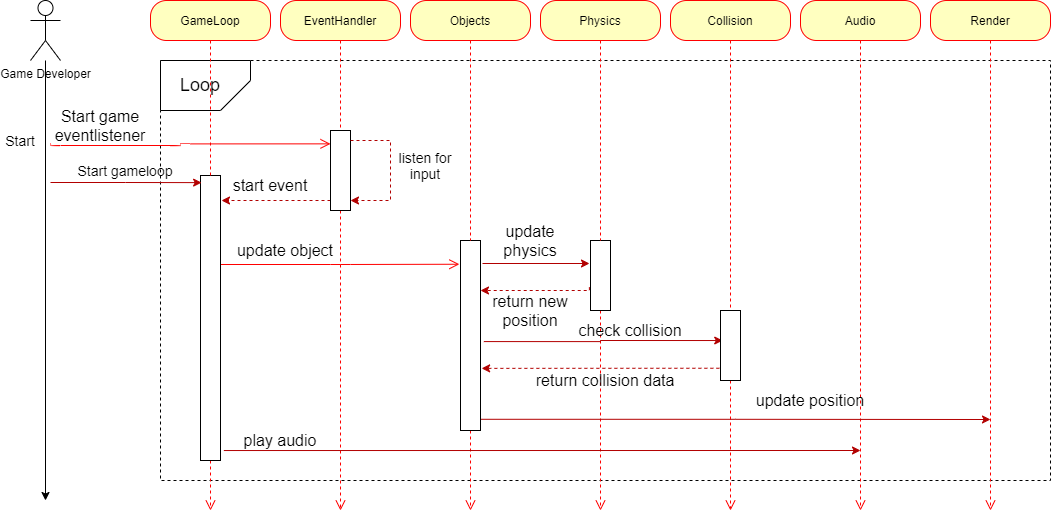 GameLoop
EventHandler
Objects
Physics
Collision
Audio
Render
Game Developer
Loop
Start game
eventlistener
Start
listen for
input
Start gameloop
start event
update
physics
update object
return new
position
check collision
return collision data
update position
play audio